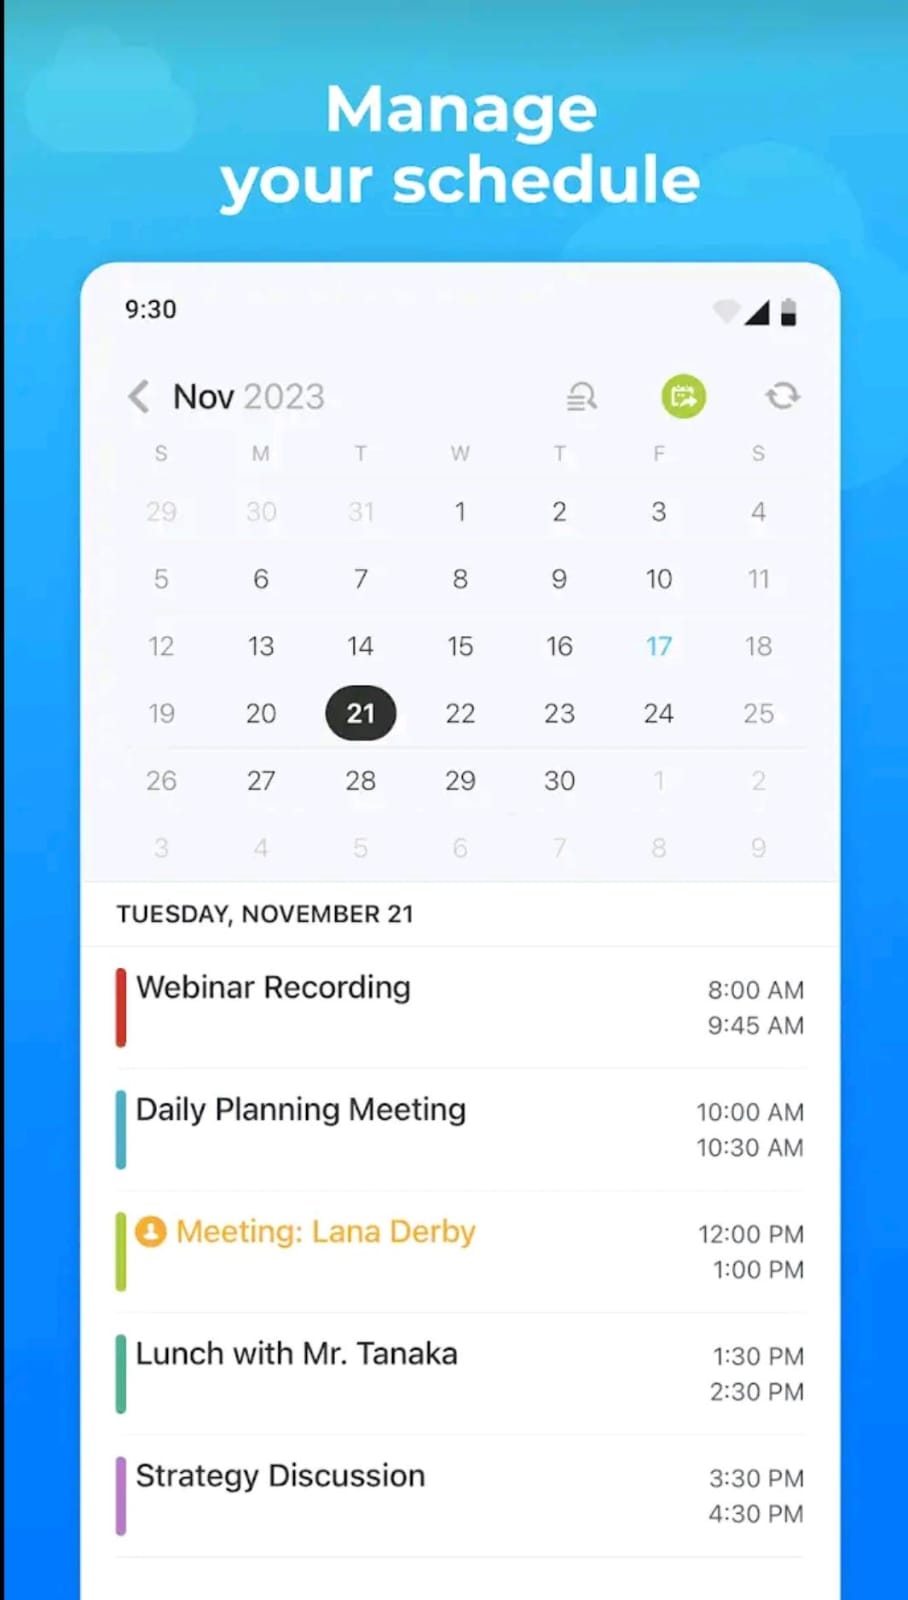 Manage
your schedule
9:30
Nov 2023
S M T W T F S
29 30 31 1 2 3 4
5 6 7 8 9 10 11
12 13 14 15 16 17 18
19 20 21 22 23 24 25
26 27 28 29 30 1 2
3 4 5 6 7 8 9
TUESDAY, NOVEMBER 21
Webinar Recording 8:00 AM
9:45 AM
Daily Planning Meeting 10:00 AM
10:30 AM
Meeting: Lana Derby 12:00 PM
1:00 PM
Lunch with Mr. Tanaka 1:30 PM
2:30 PM
Strategy Discussion 3:30 PM
4:30 PM